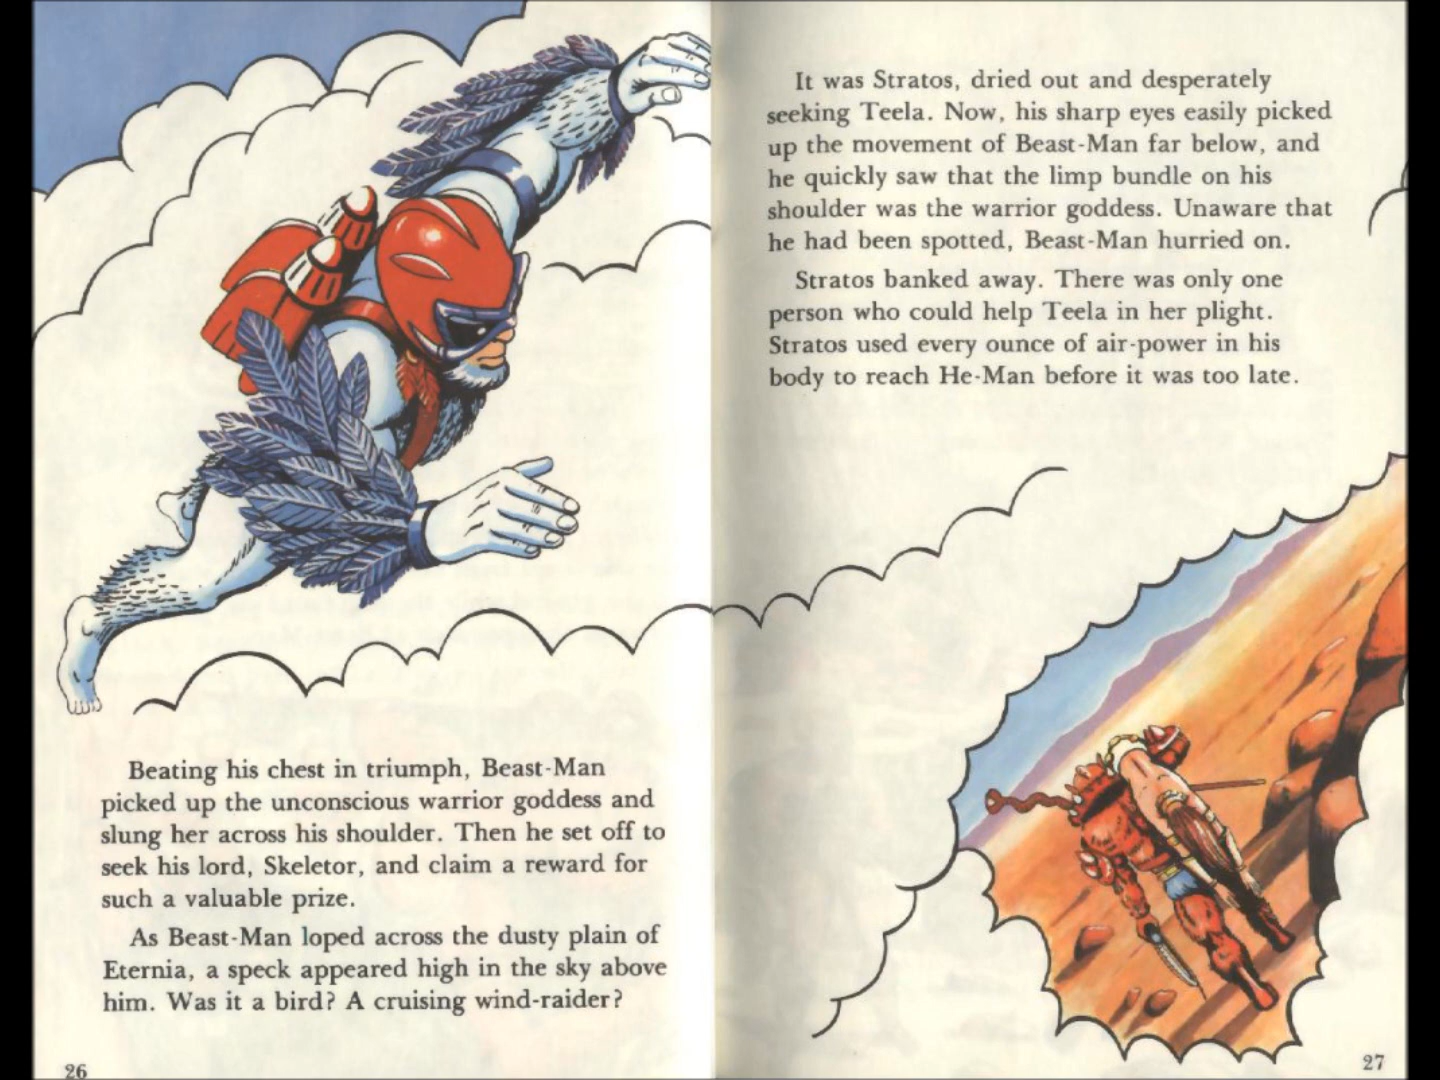 Beating his chest in triumph, Beast-Man
picked up the unconscious warrior goddess and
slung her across his shoulder. Then he set off to
seek his lord, Skeletor, and claim a reward for
such a valuable prize.
As Beast-Man loped across the dusty plain of
Eternia, a speck appeared high in the sky above
him. Was it a bird? A cruising wind-raider?
26
It was Stratos, dried out and desperately
seeking Teela. Now, his sharp eyes easily picked
up the movement of Beast-Man far below, and
he quickly saw that the limp bundle on his
shoulder was the warrior goddess. Unaware that
he had been spotted, Beast-Man hurried on.
Stratos banked away. There was only one
person who could help Teela in her plight.
Stratos used every ounce of air-power in his
body to reach He-Man before it was too late.
27